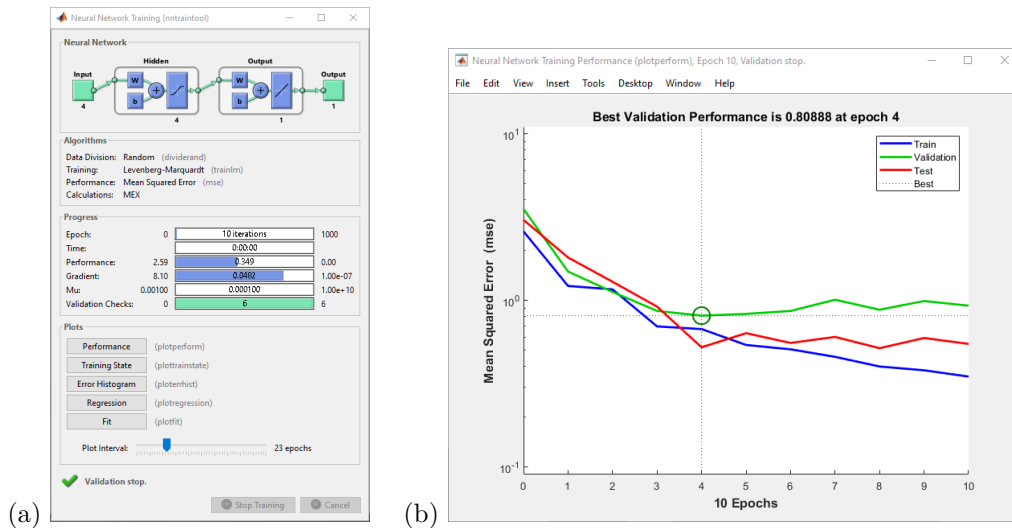 Neural Network Training (nntraintool)
Neural Network
Hidden
Output
Input
Output
W
b
W
b
4
4
1
1
Algorithms
Data Division: Random (dividerand)
Training: Levenberg-Marquardt (trainlm)
Performance: Mean Squared Error (mse)
Calculations: MEX
Progress
Epoch: 0 10 iterations 1000
Time: 0:00:00
Performance: 2.59 0.349 0.00
Gradient: 8.10 0.0482 1.00e-07
Mu: 0.00100 0.000100 1.00e+10
Validation Checks: 0 6 6
Plots
Performance (plotperform)
Training State (plottrainstate)
Error Histogram (ploterrhist)
Regression (plotregression)
Fit (plotfit)
Plot Interval: 23 epochs
Validation stop.
Stop Training Cancel
(a)
Neural Network Training Performance (plotperform), Epoch 10, Validation stop.
File Edit View Insert Tools Desktop Window Help
Best Validation Performance is 0.80888 at epoch 4
Train
Validation
Test
Best
10^1
10^0
10^-1
Mean Squared Error (mse)
0 1 2 3 4 5 6 7 8 9 10
10 Epochs
(b)